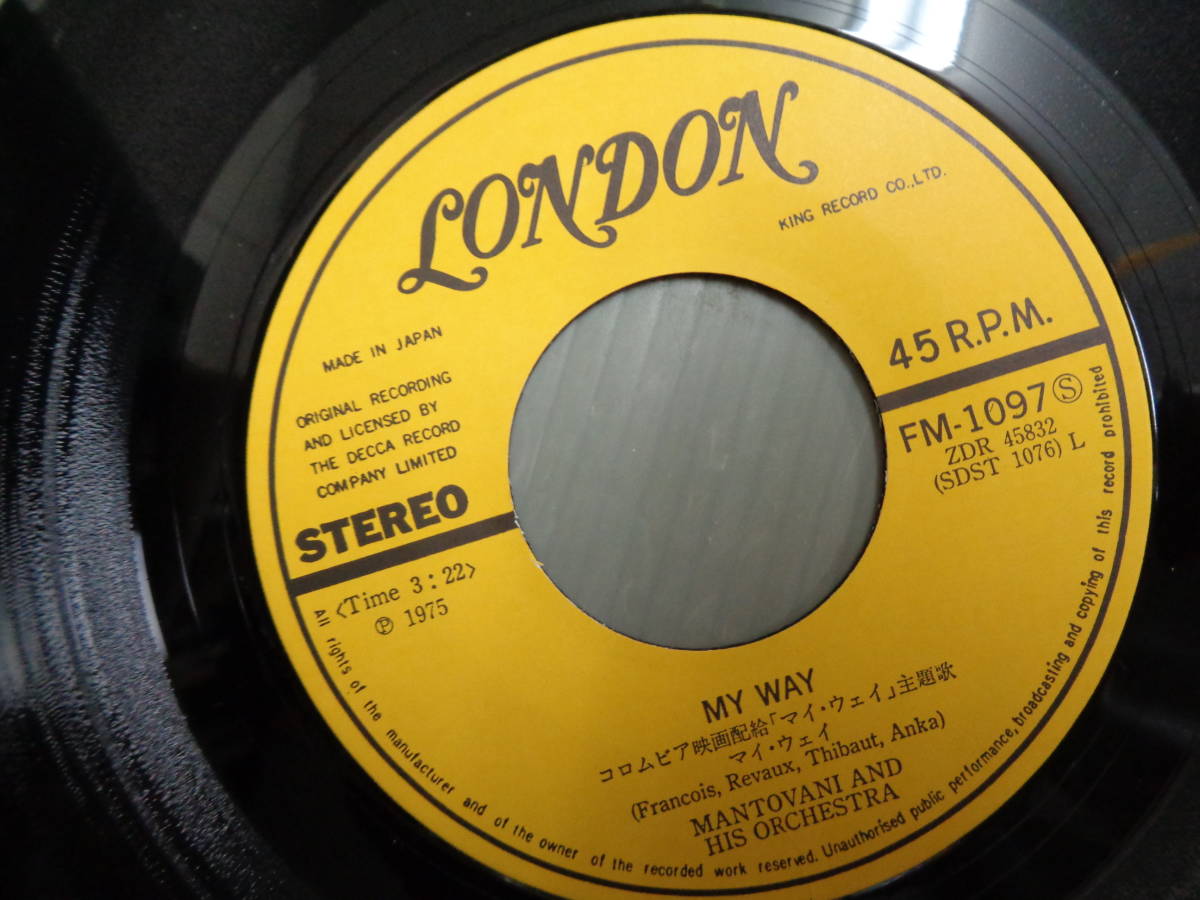 LONDON
KING RECORD CO., LTD.
MADE IN JAPAN
ORIGINAL RECORDING
AND LICENSED BY
THE DECCA RECORD
COMPANY LIMITED
STEREO
45 R.P.M.
FM-1097 Ⓢ
ZDR 45832
(SDST 1076) L
〈Time 3:22〉
Ⓟ 1975
MY WAY
コロムビア映画配給「マイ・ウェイ」主題歌
マイ・ウェイ
(Francois, Revaux, Thibaut, Anka)
MANTOVANI AND
HIS ORCHESTRA
All rights of the manufacturer and of the owner of the recorded work reserved. Unauthorised public performance, broadcasting and copying of this record prohibited